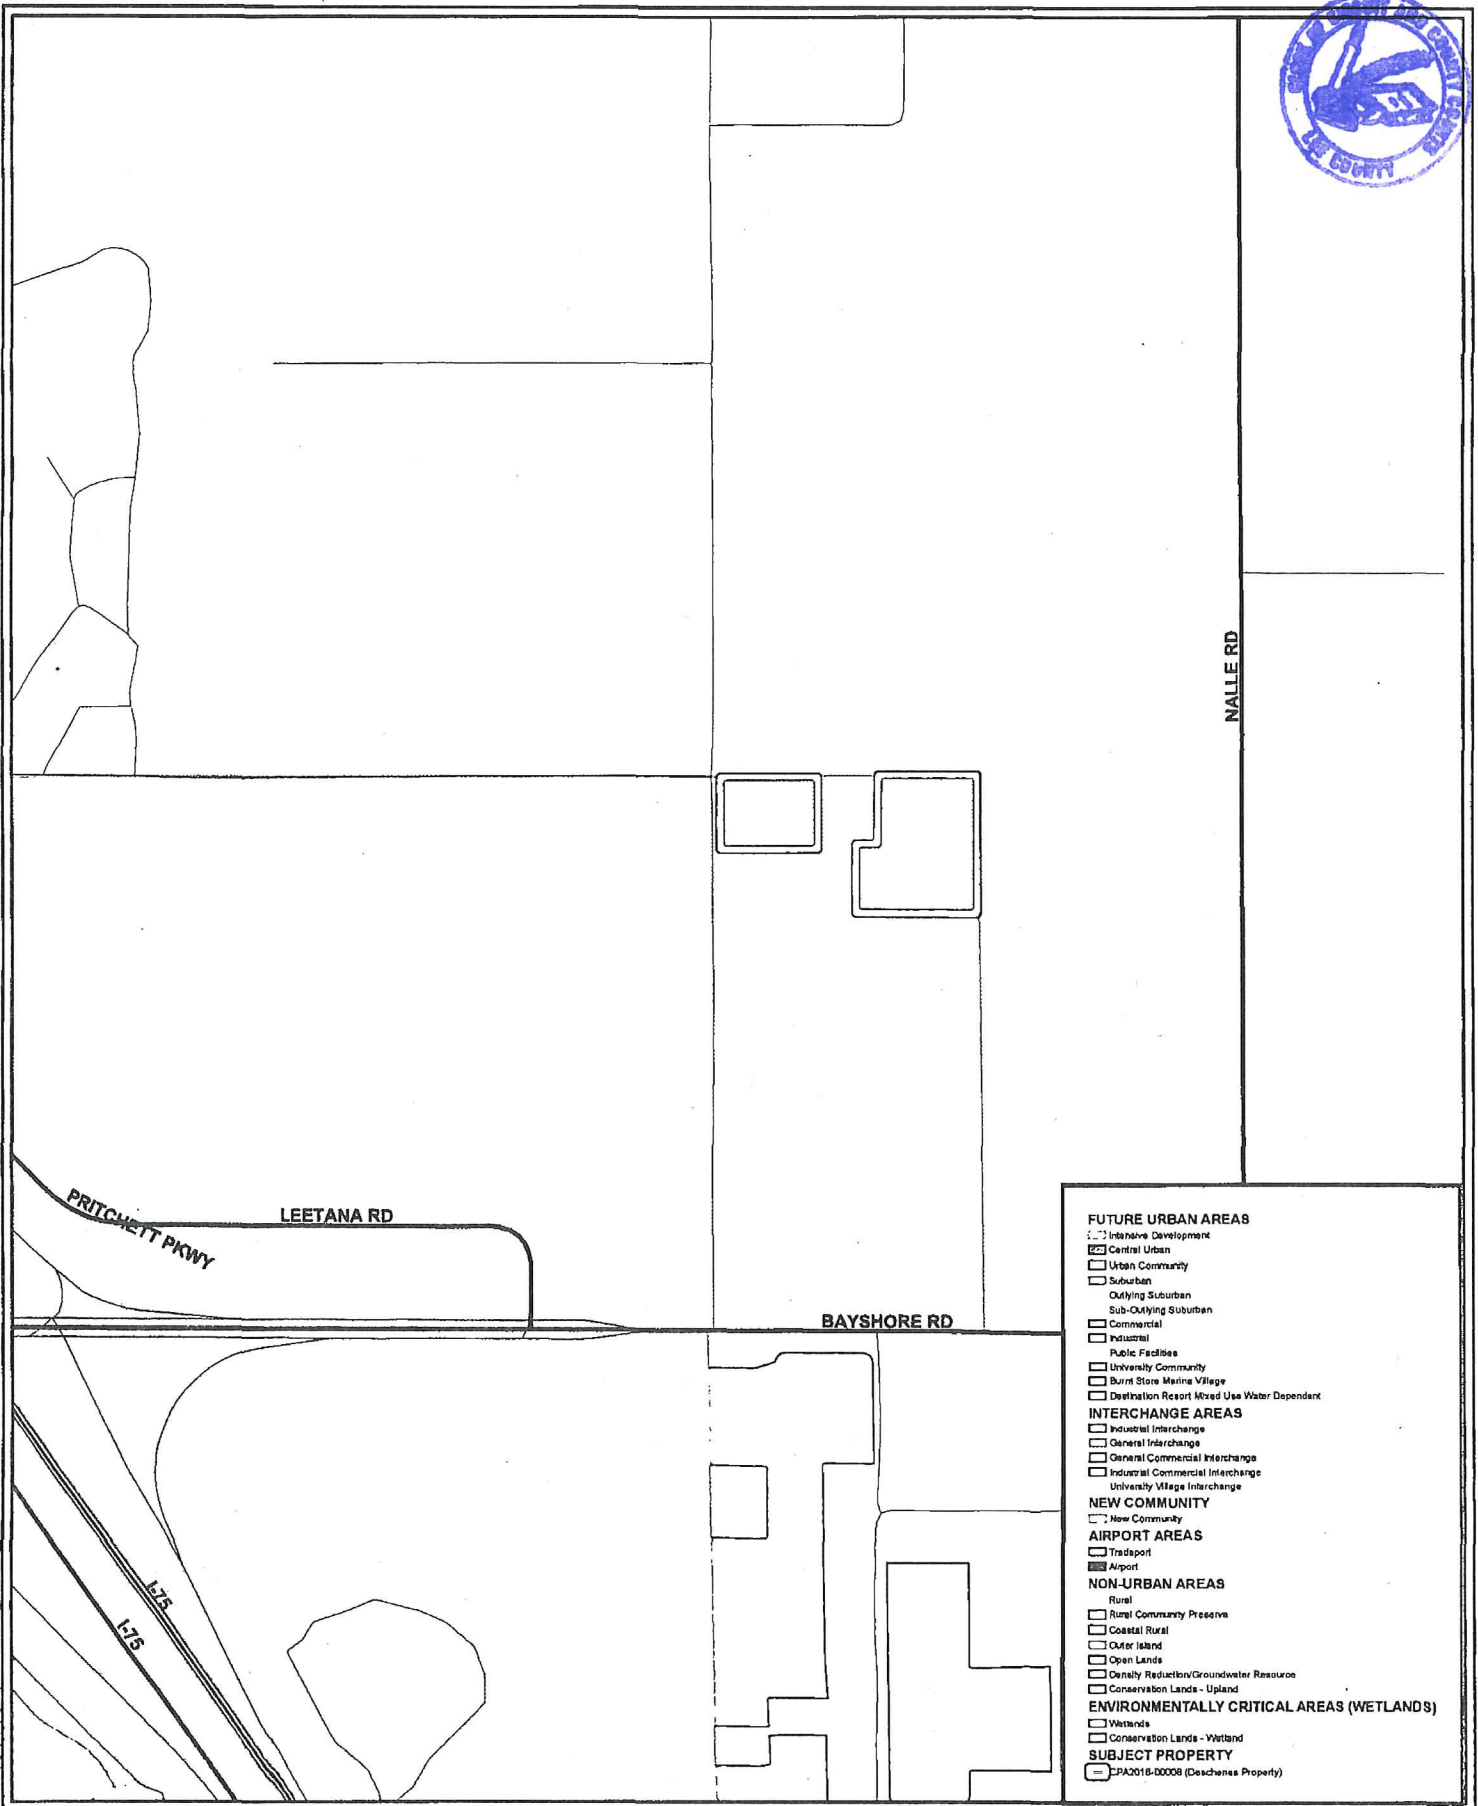 LEE COUNTY
NALLE RD
PRITCHETT PKWY
LEETANA RD
BAYSHORE RD
I-75
I-75
FUTURE URBAN AREAS
Intensive Development
Central Urban
Urban Community
Suburban
Outlying Suburban
Sub-Outlying Suburban
Commercial
Industrial
Public Facilities
University Community
Burnt Store Marina Village
Destination Resort Mixed Use Water Dependent
INTERCHANGE AREAS
Industrial Interchange
General Interchange
General Commercial Interchange
Industrial Commercial Interchange
University Village Interchange
NEW COMMUNITY
New Community
AIRPORT AREAS
Tradeport
Airport
NON-URBAN AREAS
Rural
Rural Community Preserve
Coastal Rural
Outer Island
Open Lands
Density Reduction/Groundwater Resource
Conservation Lands - Upland
ENVIRONMENTALLY CRITICAL AREAS (WETLANDS)
Wetlands
Conservation Lands - Wetland
SUBJECT PROPERTY
(Deschenes Property)